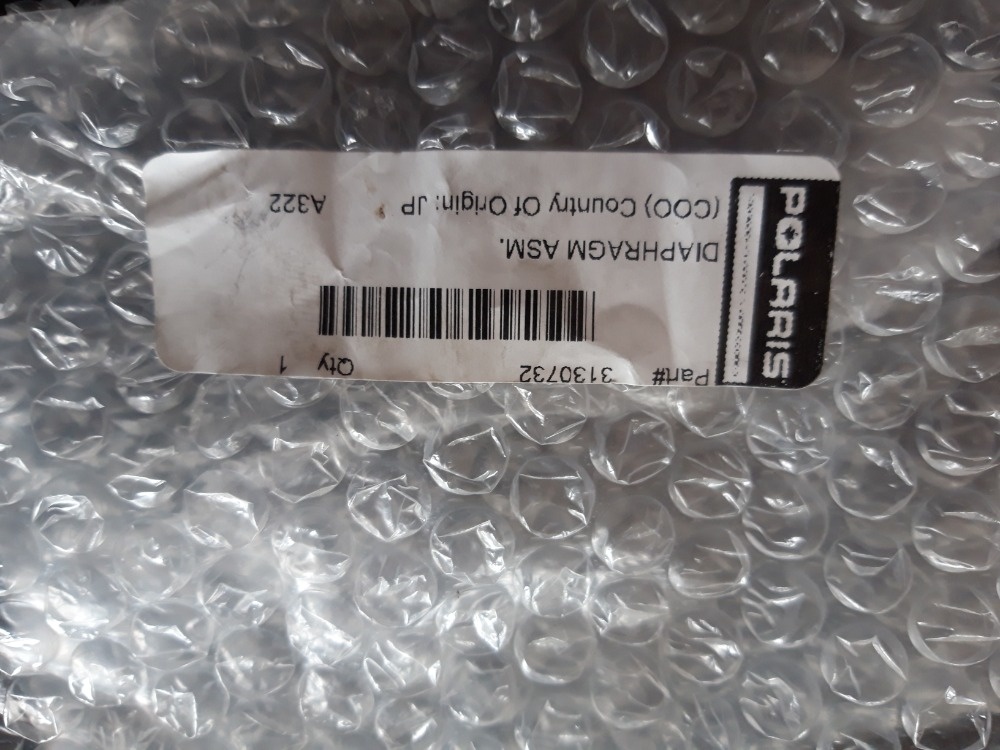 POLARIS
Part# 3130732 Qty 1
DIAPHRAGM ASM.
(COO) Country Of Origin: JP A322